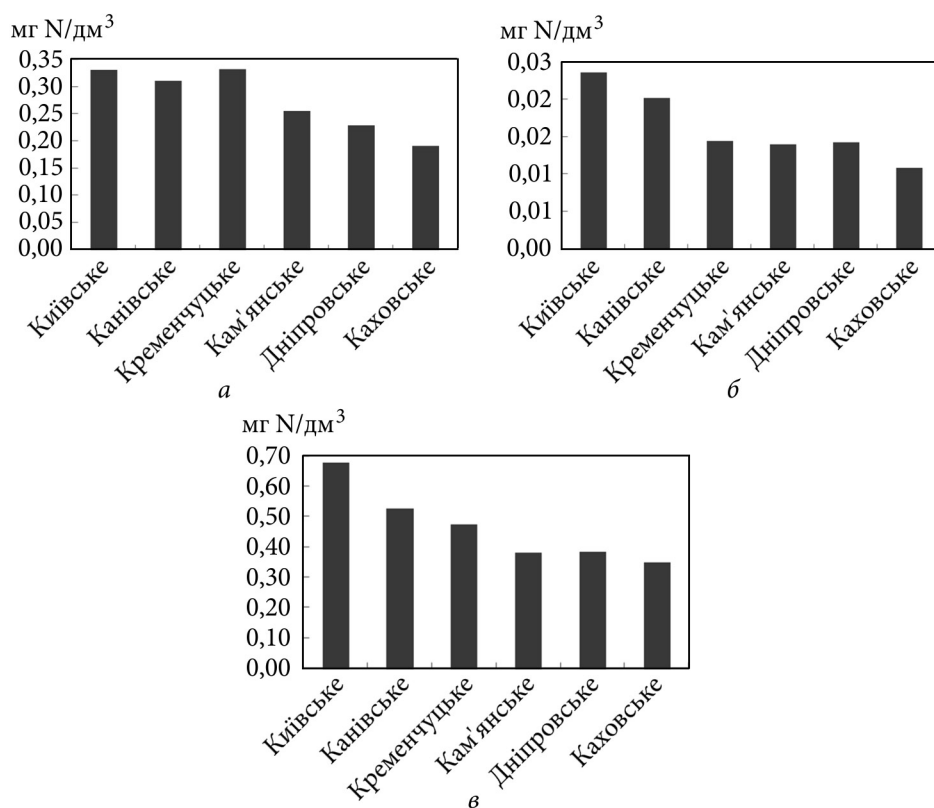 мг N/дм³
0,35
0,30
0,25
0,20
0,15
0,10
0,05
0,00
Київське
Канівське
Кременчуцьке
Кам'янське
Дніпровське
Каховське
а
мг N/дм³
0,03
0,02
0,02
0,01
0,01
0,00
Київське
Канівське
Кременчуцьке
Кам'янське
Дніпровське
Каховське
б
мг N/дм³
0,70
0,60
0,50
0,40
0,30
0,20
0,10
0,00
Київське
Канівське
Кременчуцьке
Кам'янське
Дніпровське
Каховське
в